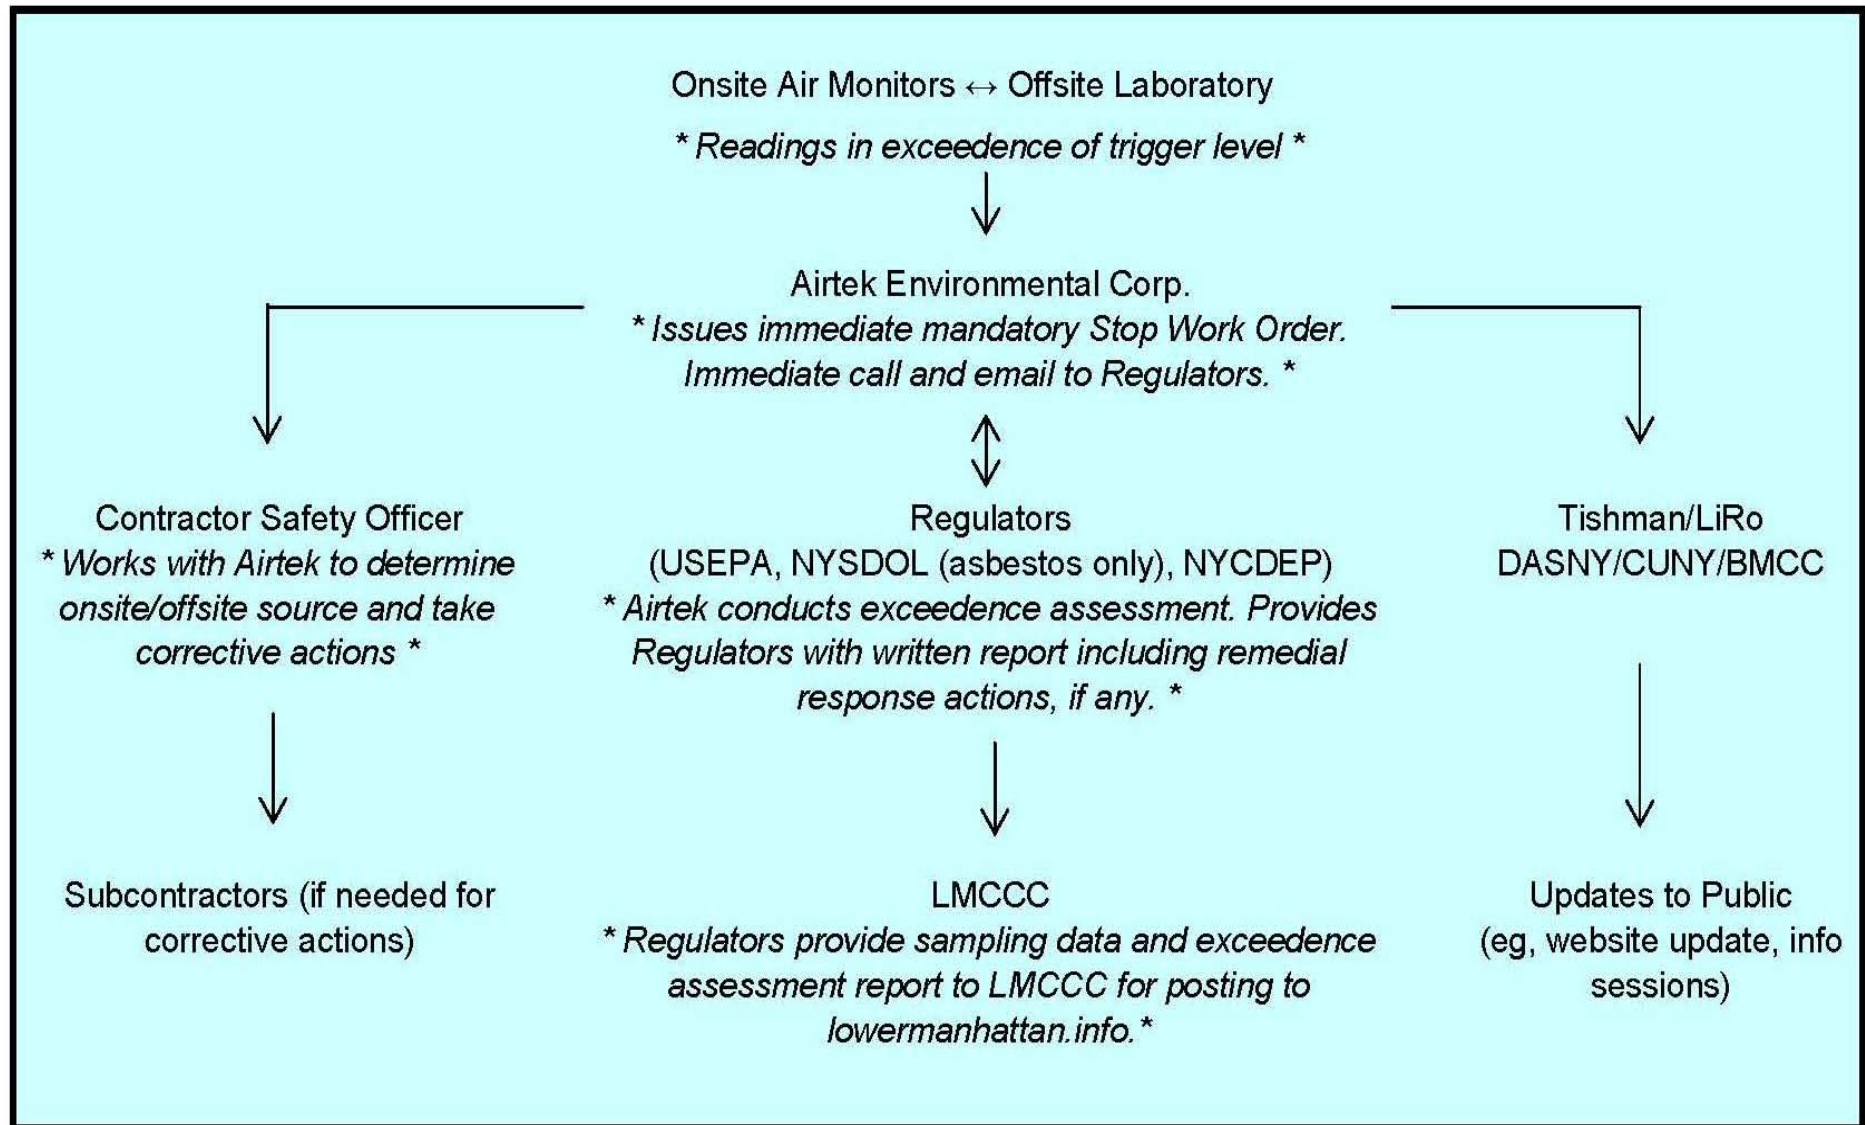 Onsite Air Monitors ↔ Offsite Laboratory
* Readings in exceedence of trigger level *
Airtek Environmental Corp.
* Issues immediate mandatory Stop Work Order.
Immediate call and email to Regulators. *
Contractor Safety Officer
* Works with Airtek to determine
onsite/offsite source and take
corrective actions *
Regulators
(USEPA, NYSDOL (asbestos only), NYCDEP)
* Airtek conducts exceedence assessment. Provides
Regulators with written report including remedial
response actions, if any. *
Tishman/LiRo
DASNY/CUNY/BMCC
Subcontractors (if needed for
corrective actions)
LMCCC
* Regulators provide sampling data and exceedence
assessment report to LMCCC for posting to
lowermanhattan.info.*
Updates to Public
(eg, website update, info
sessions)